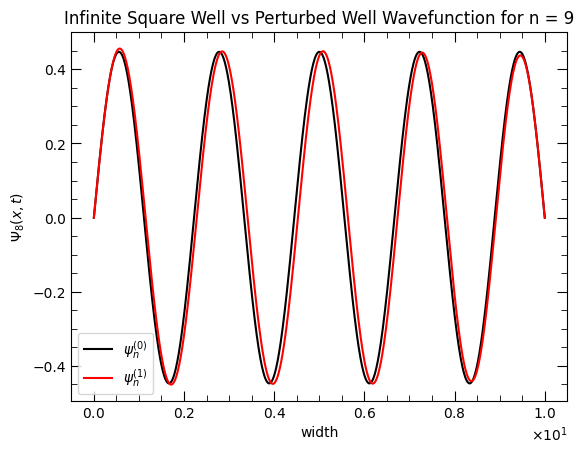 Infinite Square Well vs Perturbed Well Wavefunction for n = 9
Ψ₈(x, t)
0.4
0.2
0.0
−0.2
−0.4
ψₙ⁽⁰⁾
ψₙ⁽¹⁾
0.0 0.2 0.4 0.6 0.8 1.0
width
×10¹